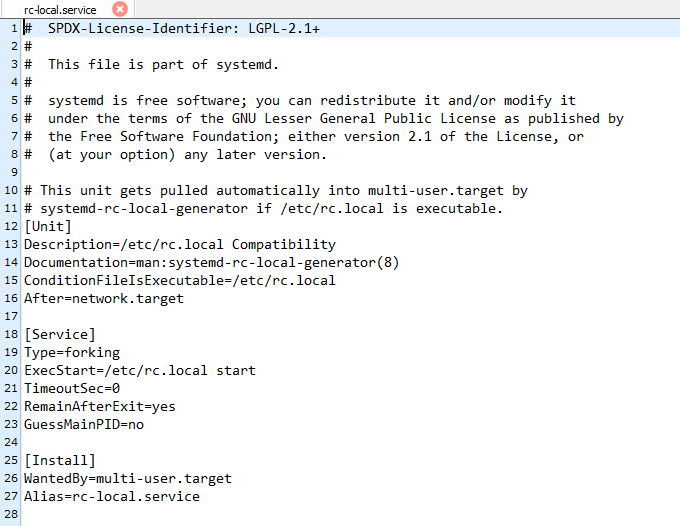 rc-local.service
1 #  SPDX-License-Identifier: LGPL-2.1+
2 #
3 #  This file is part of systemd.
4 #
5 #  systemd is free software; you can redistribute it and/or modify it
6 #  under the terms of the GNU Lesser General Public License as published by
7 #  the Free Software Foundation; either version 2.1 of the License, or
8 #  (at your option) any later version.
9
10 # This unit gets pulled automatically into multi-user.target by
11 # systemd-rc-local-generator if /etc/rc.local is executable.
12 [Unit]
13 Description=/etc/rc.local Compatibility
14 Documentation=man:systemd-rc-local-generator(8)
15 ConditionFileIsExecutable=/etc/rc.local
16 After=network.target
17
18 [Service]
19 Type=forking
20 ExecStart=/etc/rc.local start
21 TimeoutSec=0
22 RemainAfterExit=yes
23 GuessMainPID=no
24
25 [Install]
26 WantedBy=multi-user.target
27 Alias=rc-local.service
28